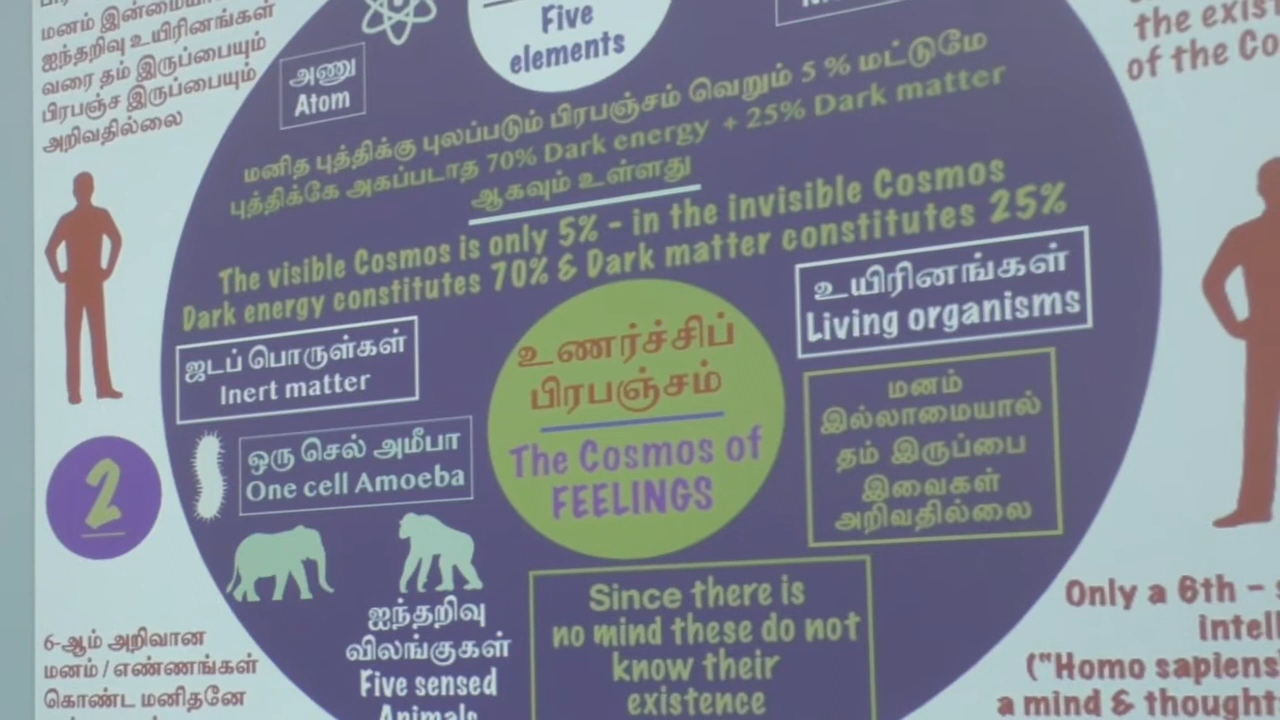 மனம்
ஐந்தறிவு உயிரினங்கள்
வரை தம் இருப்பையும்
பிரபஞ்ச இருப்பையும்
அறிவதில்லை
Five
elements
the
of the
அணு
Atom
மனித புத்திக்கு புலப்படும் பிரபஞ்சம் வெறும் 5 % மட்டுமே
புத்திக்கே அகப்படாத 70% Dark energy + 25% Dark matter
ஆகவும் உள்ளது
The visible Cosmos is only 5% - in the invisible Cosmos
Dark energy constitutes 70% & Dark matter constitutes 25%
ஜடப் பொருள்கள்
Inert matter
உயிரினங்கள்
Living organisms
உணர்ச்சிப்
பிரபஞ்சம்
The Cosmos of
FEELINGS
ஒரு செல் அமீபா
One cell Amoeba
மனம்
இல்லாமையால்
தம் இருப்பை
இவைகள்
அறிவதில்லை
2
ஐந்தறிவு
விலங்குகள்
Five sensed
Animals
Since there is
no mind these do not
know their
existence
6-ஆம் அறிவான
மனம் / எண்ணங்கள்
கொண்ட மனிதனே
Only a 6th -
("Homo sapiens
a mind &